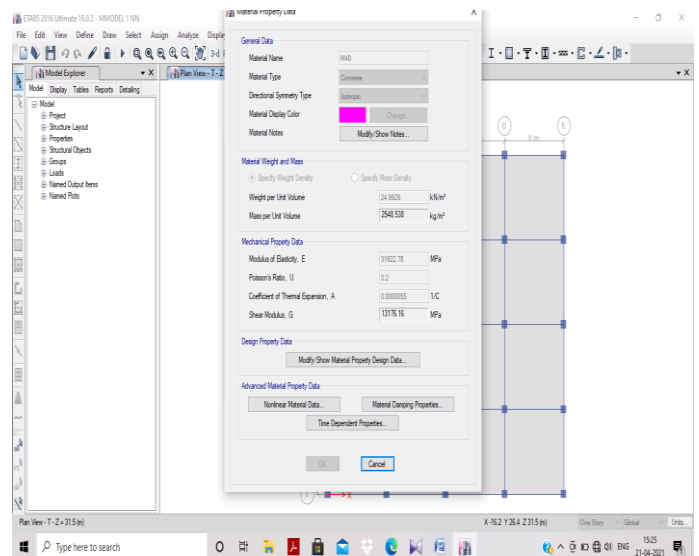 ETABS 2016 Ultimate 16.0.3 - MMODEL 1 NN
Material Property Data X
File Edit View Define Draw Select Assign Analyze Display
3-d
Model Explorer
Plan View - T - Z
Model Display Tables Reports Detailing
Model
Project
Structure Layout
Properties
Structural Objects
Groups
Loads
Named Output Items
Named Plots
General Data
Material Name M40
Material Type Concrete
Directional Symmetry Type Isotropic
Material Display Color Change...
Material Notes Modify/Show Notes...
Material Weight and Mass
Specify Weight Density Specify Mass Density
Weight per Unit Volume 24.9926 kN/m³
Mass per Unit Volume 2548.538 kg/m³
Mechanical Property Data
Modulus of Elasticity, E 31622.78 MPa
Poisson's Ratio, U 0.2
Coefficient of Thermal Expansion, A 0.0000055 1/C
Shear Modulus, G 13176.16 MPa
Design Property Data
Modify/Show Material Property Design Data...
Advanced Material Property Data
Nonlinear Material Data... Material Damping Properties...
Time Dependent Properties...
OK Cancel
D E
1 X
Plan View - T - Z = 31.5 (m) X -16.2 Y 26.4 Z 31.5 (m) One Story Global Units...
Type here to search
ENG 15:25
21-04-2021